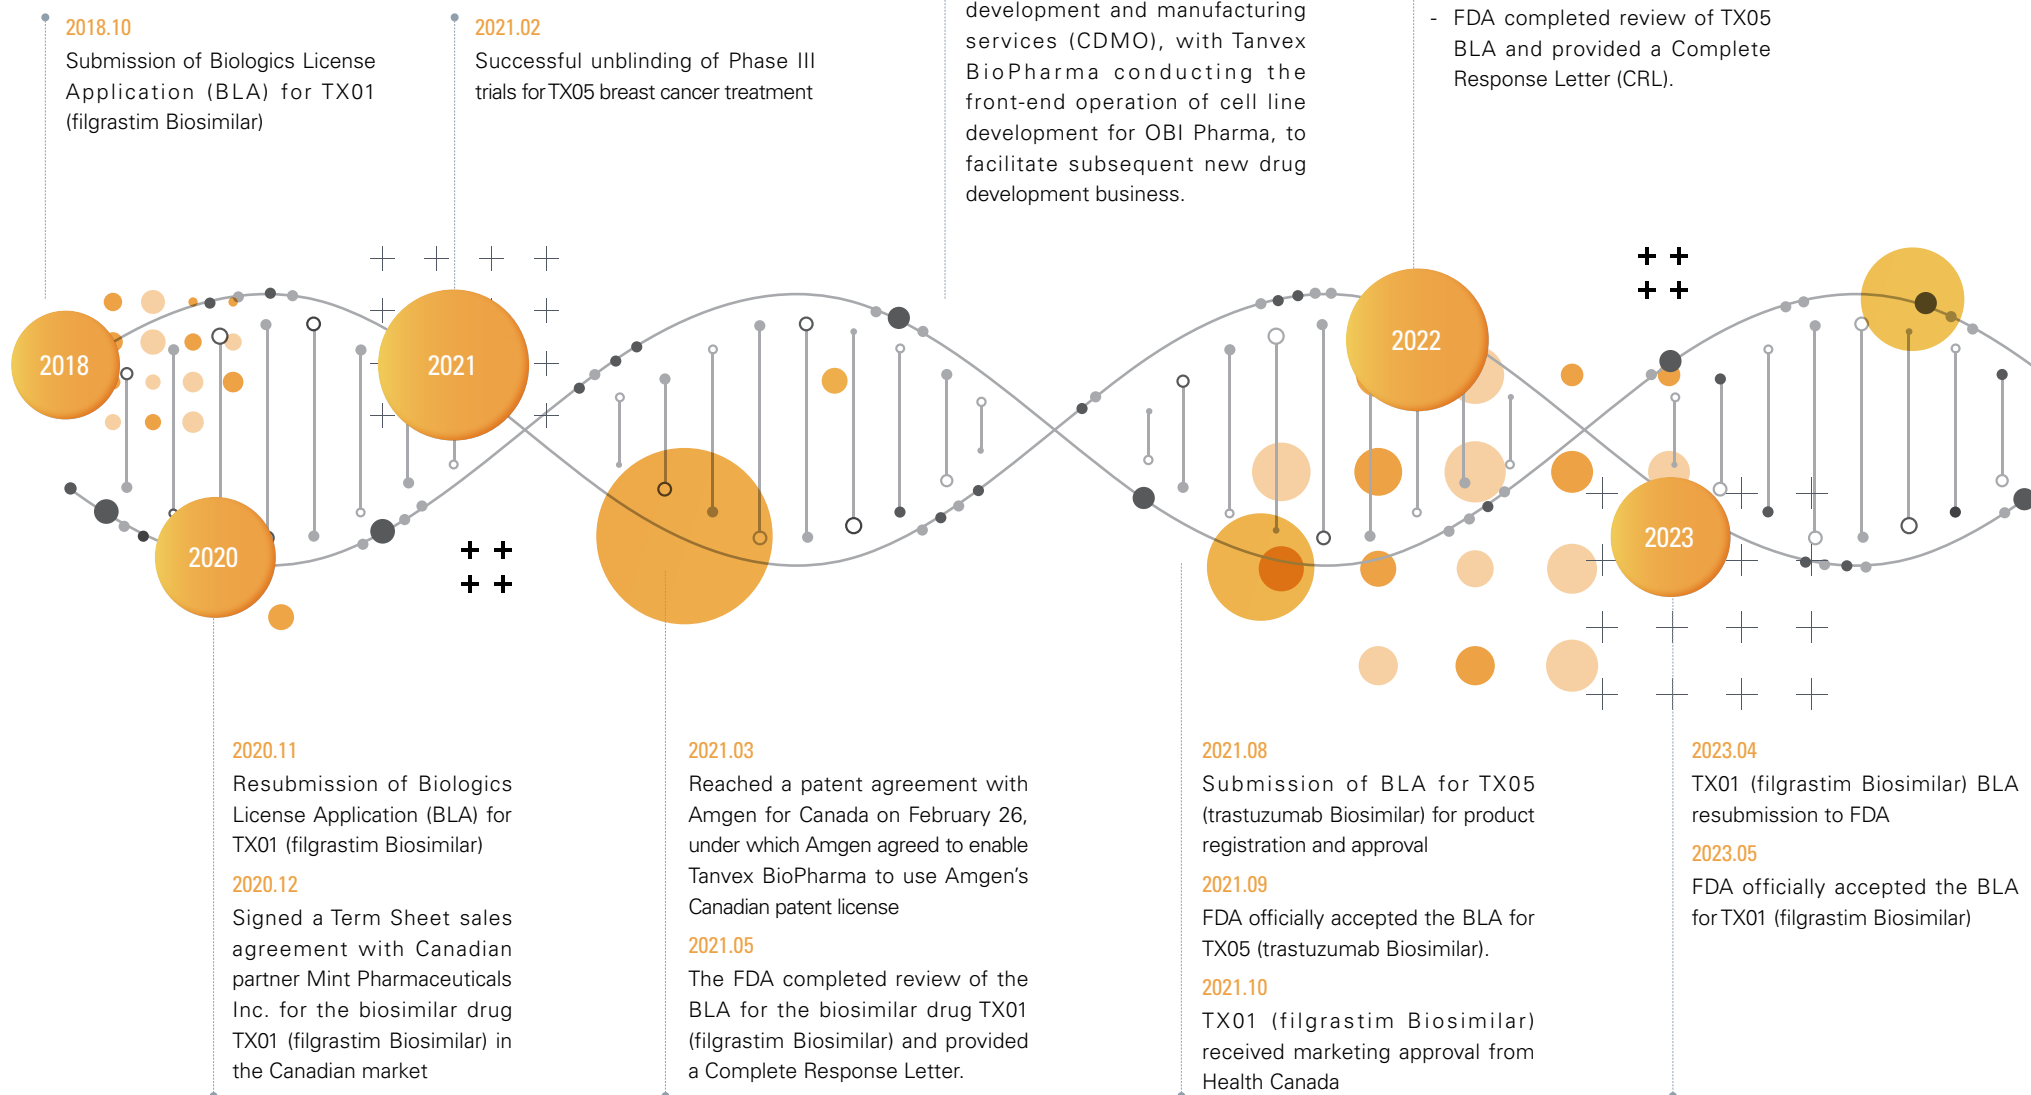 2018.10
Submission of Biologics License
Application (BLA) for TX01
(filgrastim Biosimilar)
2021.02
Successful unblinding of Phase III
trials for TX05 breast cancer treatment
development and manufacturing
services (CDMO), with Tanvex
BioPharma conducting the
front-end operation of cell line
development for OBI Pharma, to
facilitate subsequent new drug
development business.
- FDA completed review of TX05
BLA and provided a Complete
Response Letter (CRL).
2018
2021
2022
2020
2023
2020.11
Resubmission of Biologics
License Application (BLA) for
TX01 (filgrastim Biosimilar)
2020.12
Signed a Term Sheet sales
agreement with Canadian
partner Mint Pharmaceuticals
Inc. for the biosimilar drug
TX01 (filgrastim Biosimilar) in
the Canadian market
2021.03
Reached a patent agreement with
Amgen for Canada on February 26,
under which Amgen agreed to enable
Tanvex BioPharma to use Amgen’s
Canadian patent license
2021.05
The FDA completed review of the
BLA for the biosimilar drug TX01
(filgrastim Biosimilar) and provided
a Complete Response Letter.
2021.08
Submission of BLA for TX05
(trastuzumab Biosimilar) for product
registration and approval
2021.09
FDA officially accepted the BLA for
TX05 (trastuzumab Biosimilar).
2021.10
TX01 (filgrastim Biosimilar)
received marketing approval from
Health Canada
2023.04
TX01 (filgrastim Biosimilar) BLA
resubmission to FDA
2023.05
FDA officially accepted the BLA
for TX01 (filgrastim Biosimilar)